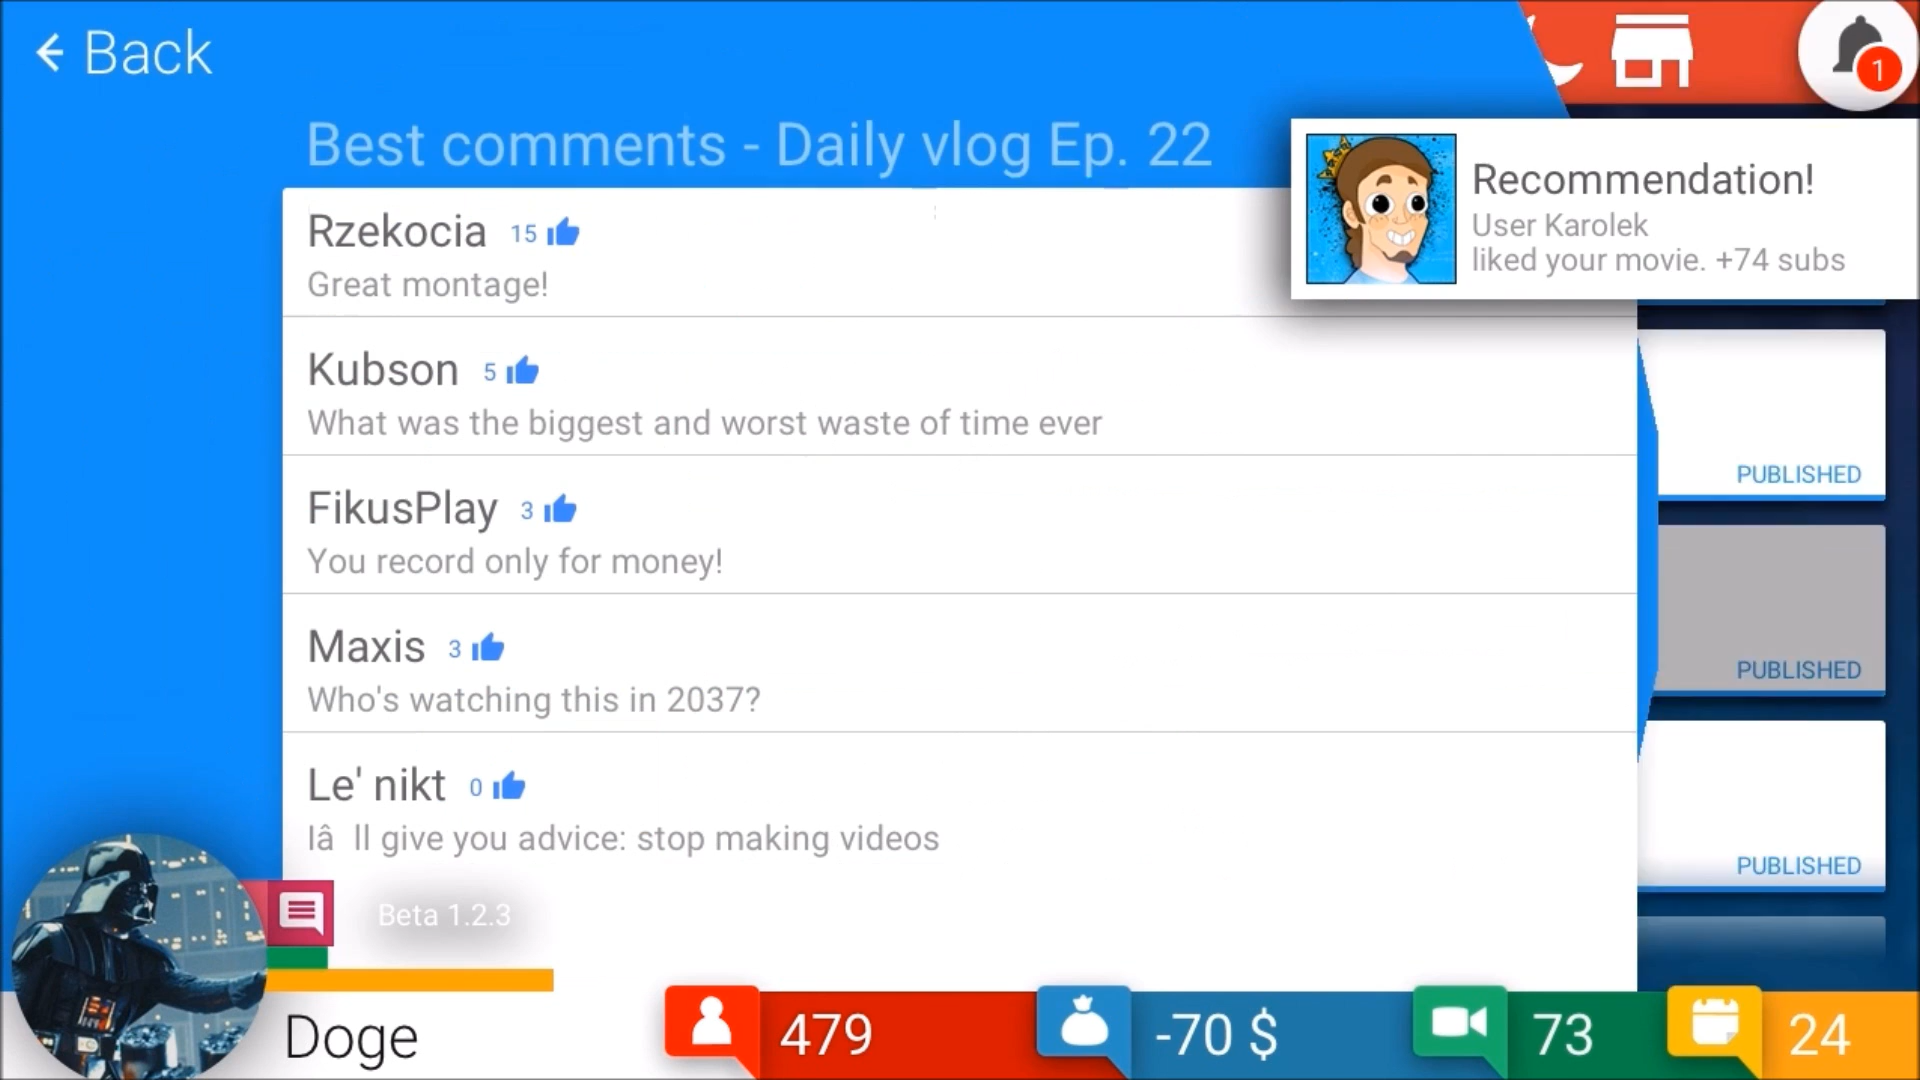 Back
1
Best comments - Daily vlog Ep. 22
Recommendation!
User Karolek
liked your movie. +74 subs
Rzekocia 15
Great montage!
Kubson 5
What was the biggest and worst waste of time ever
FikusPlay 3
You record only for money!
Maxis 3
Who's watching this in 2037?
Le' nikt 0
Iâ  ll give you advice: stop making videos
PUBLISHED
PUBLISHED
PUBLISHED
Beta 1.2.3
Doge
479
-70 $
73
24